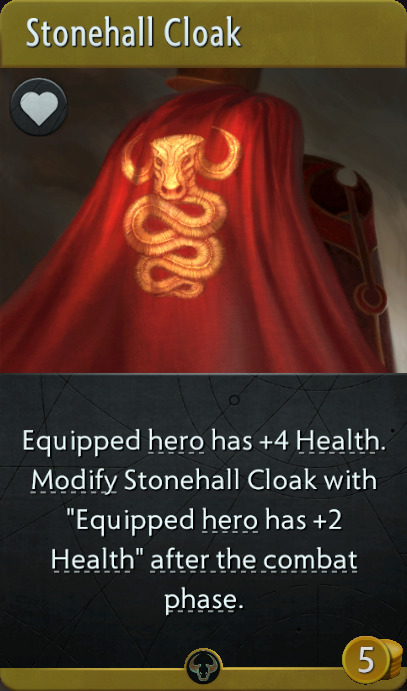 Stonehall Cloak
Equipped hero has +4 Health.
Modify Stonehall Cloak with
"Equipped hero has +2
Health" after the combat
phase.
5